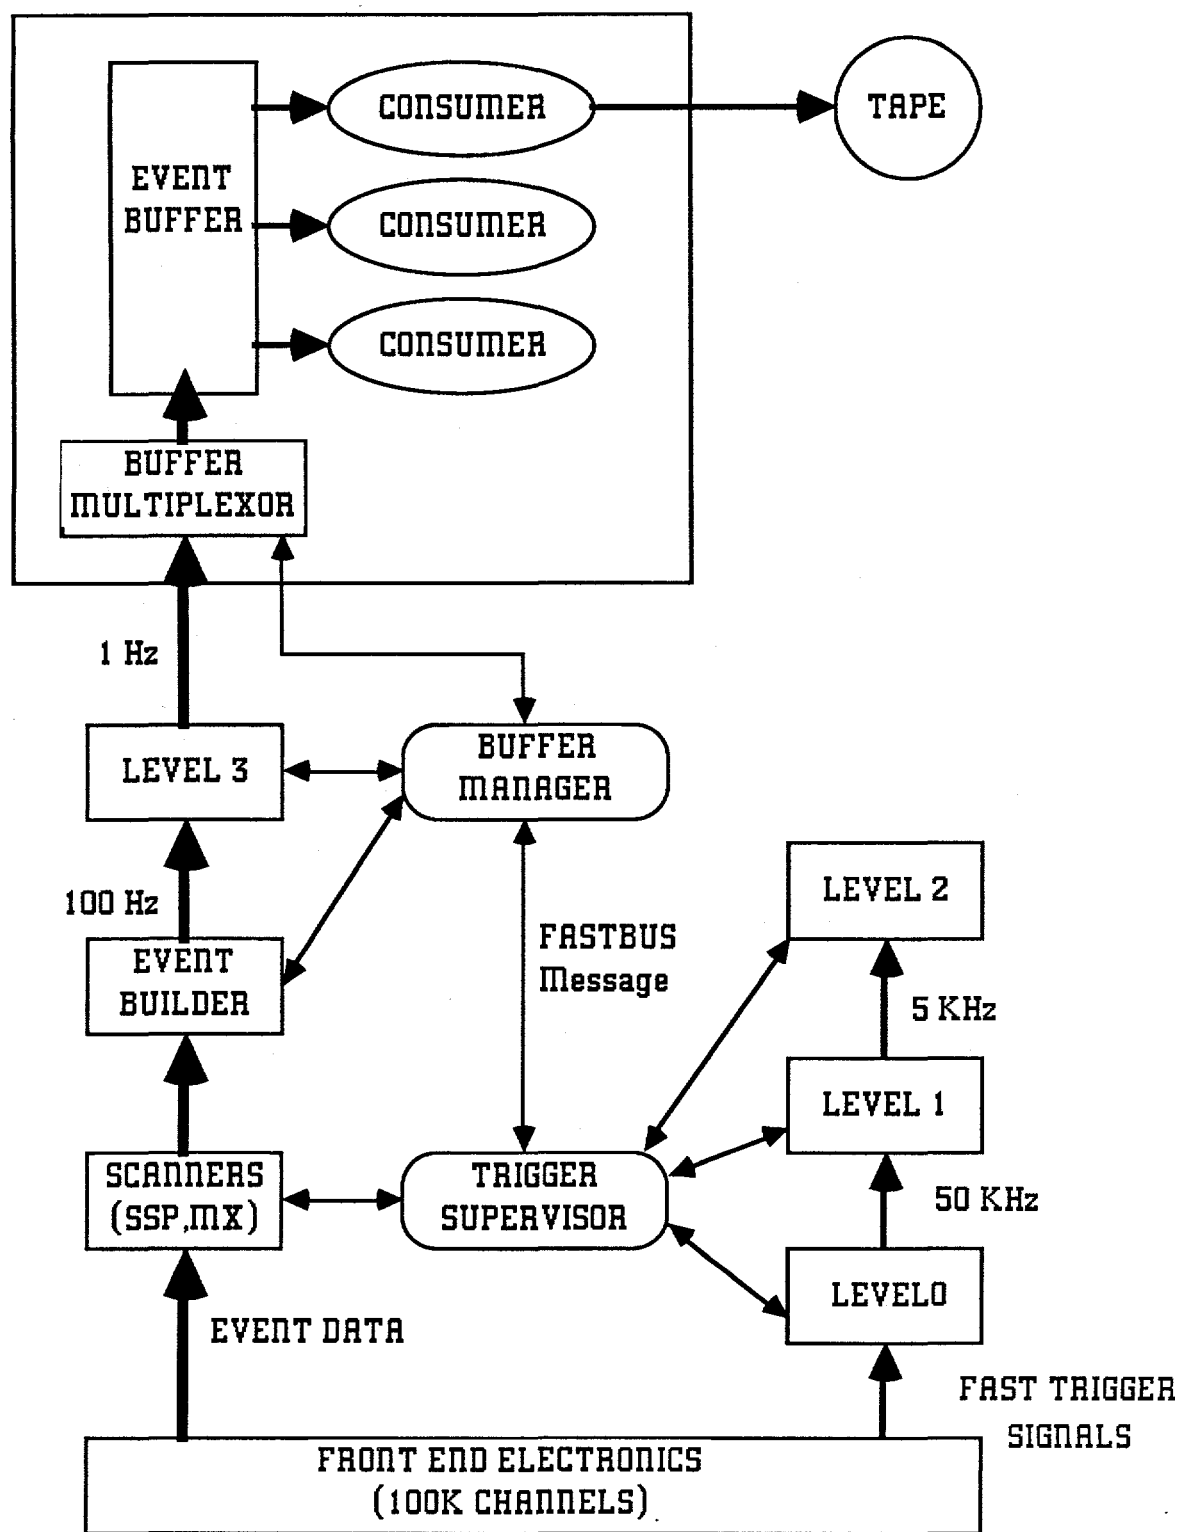 CONSUMER
TAPE
EVENT
BUFFER
CONSUMER
CONSUMER
BUFFER
MULTIPLEXOR
1 Hz
LEVEL 3
BUFFER
MANAGER
100 Hz
LEVEL 2
FASTBUS
Message
EVENT
BUILDER
5 KHz
LEVEL 1
SCANNERS
(SSP,MX)
TRIGGER
SUPERVISOR
50 KHz
LEVEL0
EVENT DATA
FAST TRIGGER
SIGNALS
FRONT END ELECTRONICS
(100K CHANNELS)